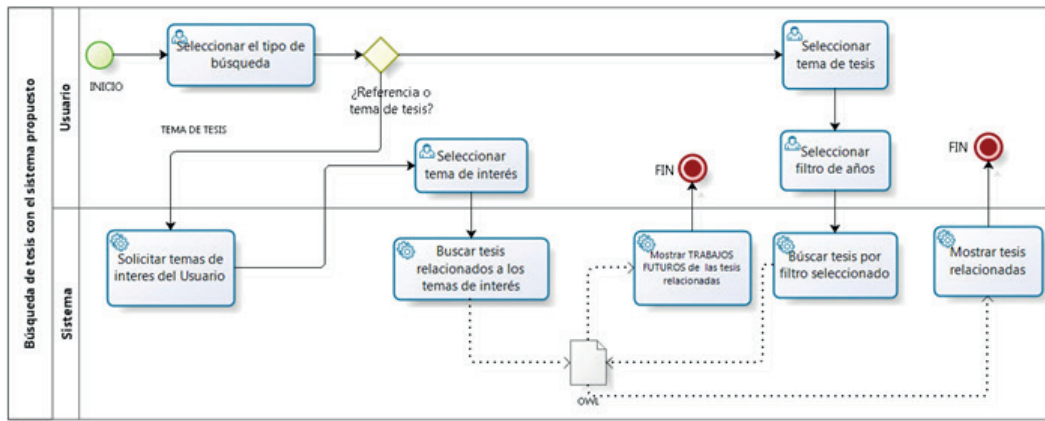 Búsqueda de tesis con el sistema propuesto
Usuario
INICIO
Seleccionar el tipo de
búsqueda
¿Referencia o
tema de tesis?
TEMA DE TESIS
Seleccionar
tema de interés
Seleccionar
tema de tesis
Seleccionar
filtro de años
FIN
FIN
Sistema
Solicitar temas de
interes del Usuario
Buscar tesis
relacionados a los
temas de interés
Mostrar TRABAJOS
FUTUROS de las tesis
relacionadas
Búscar tesis por
filtro seleccionado
Mostrar tesis
relacionadas
OWL